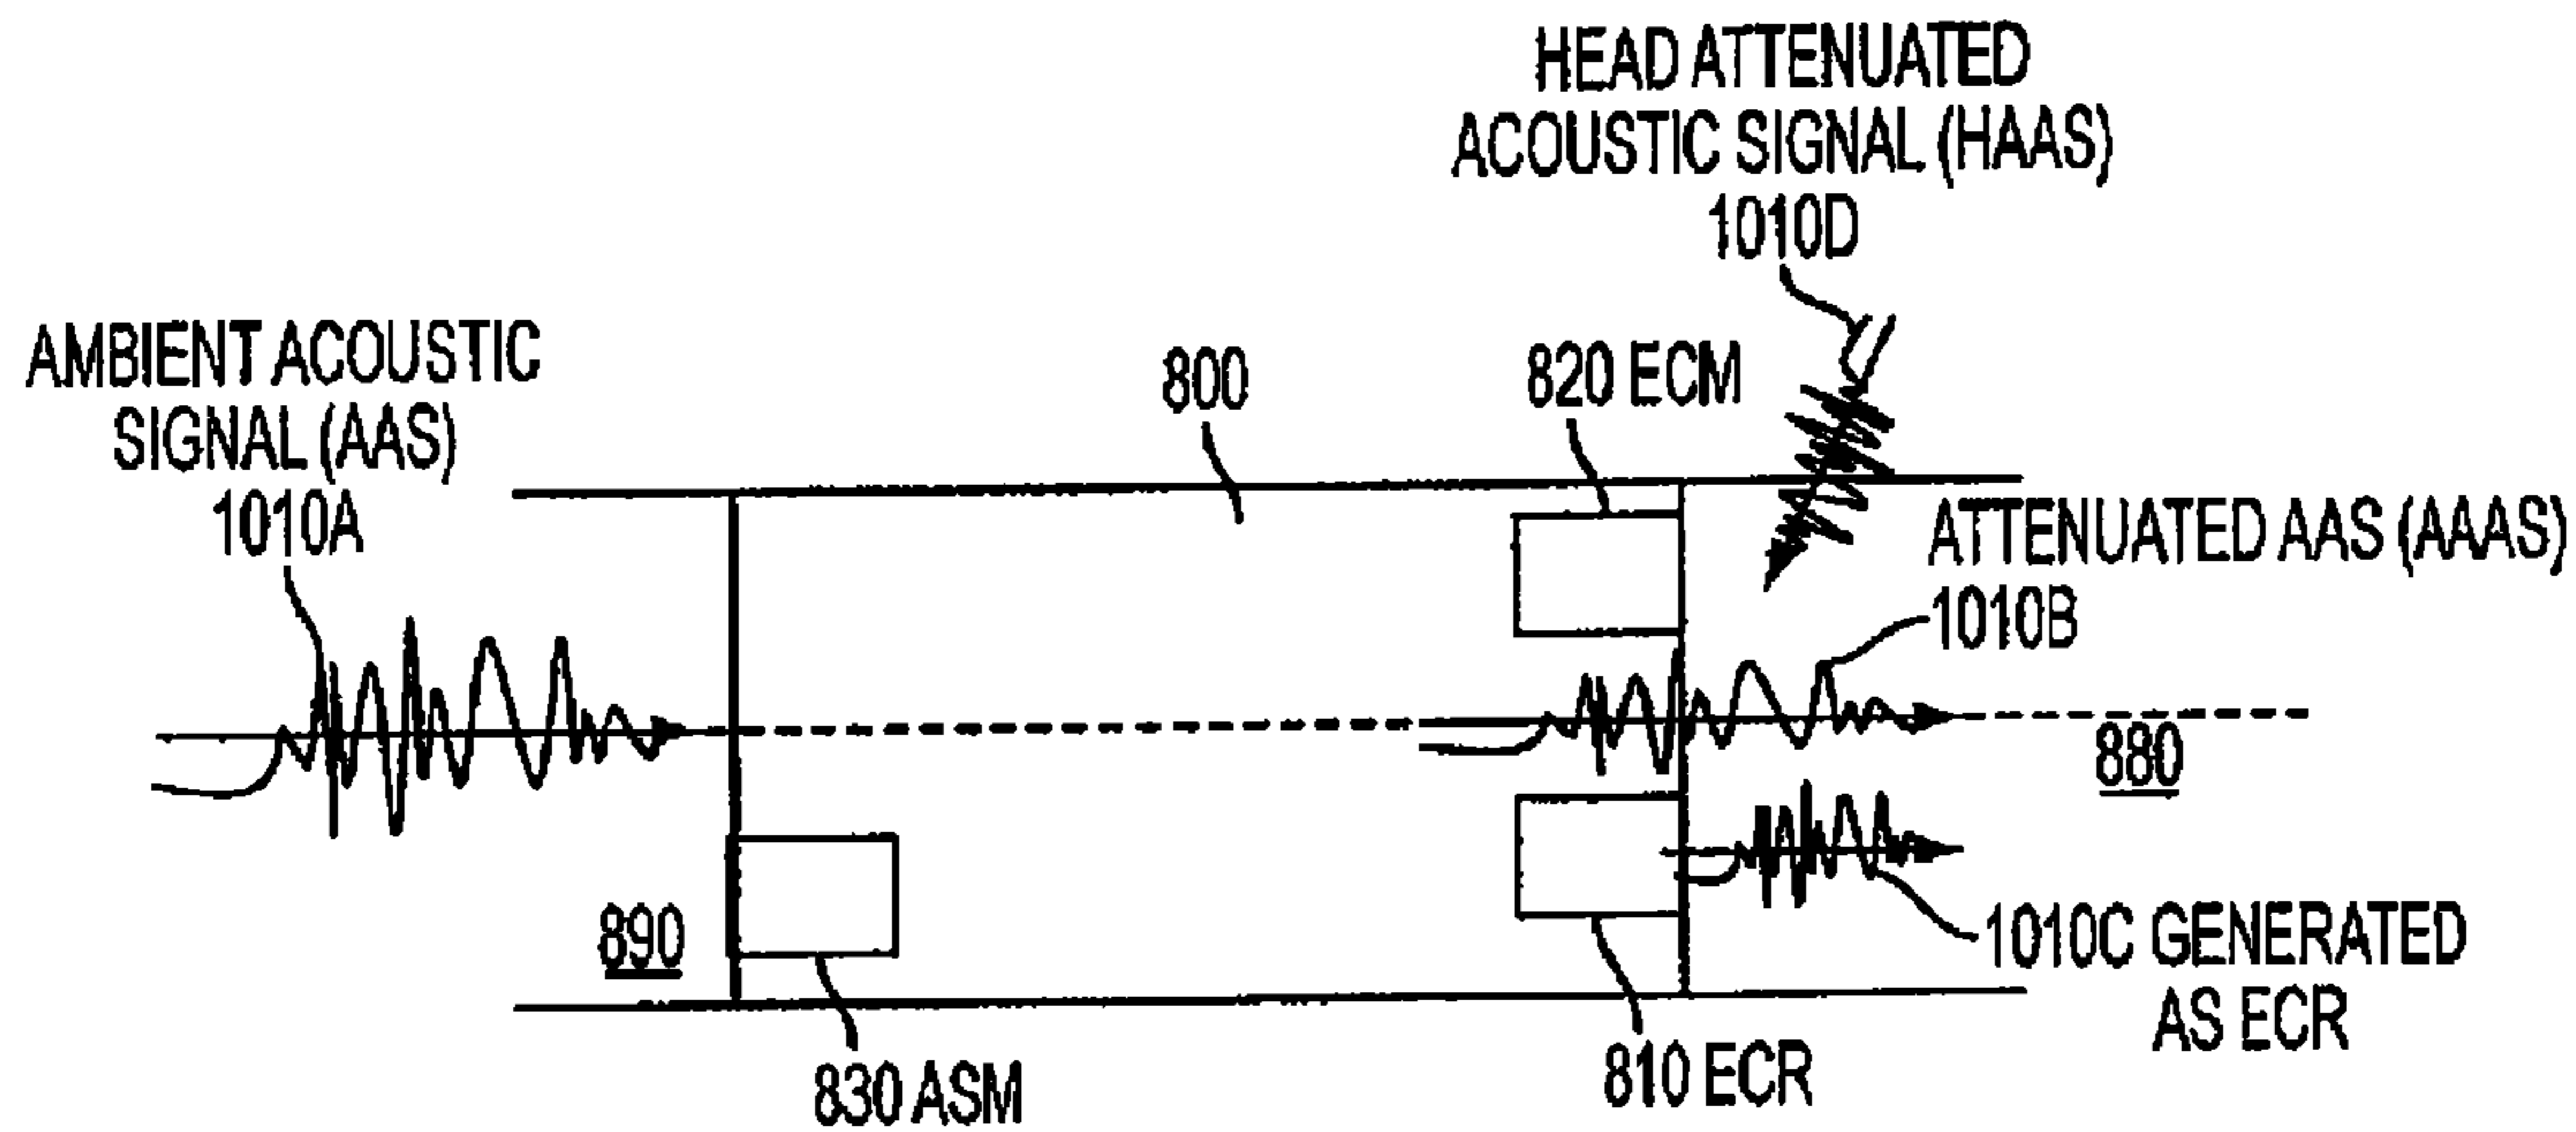 HEAD ATTENUATED
ACOUSTIC SIGNAL (HAAS)
1010D
AMBIENT ACOUSTIC
SIGNAL (AAS)
1010A
800
820 ECM
ATTENUATED AAS (AAAS)
1010B
880
890
830 ASM
810 ECR
1010C GENERATED
AS ECR